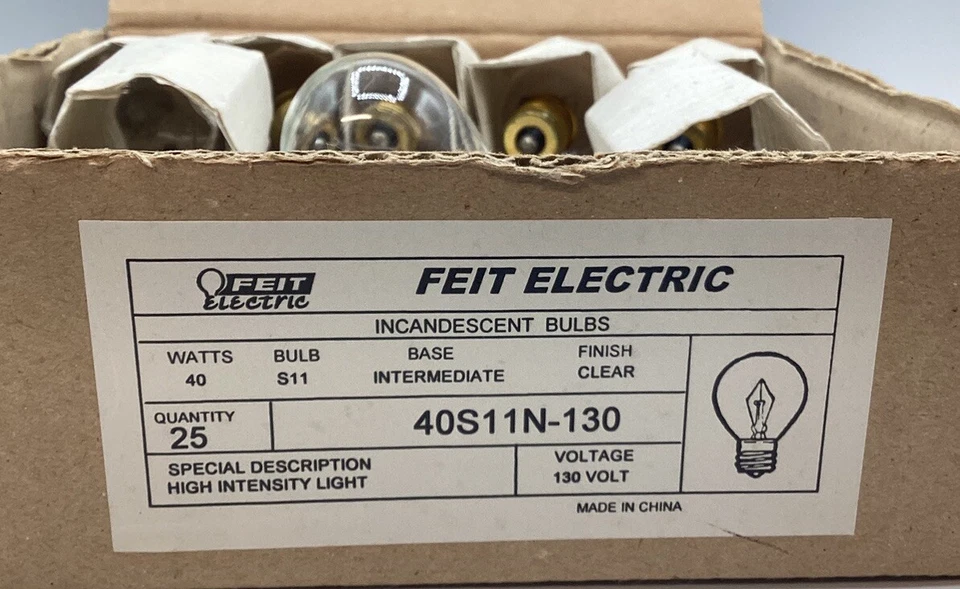 FEIT
Electric
FEIT ELECTRIC
INCANDESCENT BULBS
WATTS BULB BASE FINISH
40 S11 INTERMEDIATE CLEAR
QUANTITY
25
40S11N-130
SPECIAL DESCRIPTION
HIGH INTENSITY LIGHT
VOLTAGE
130 VOLT
MADE IN CHINA